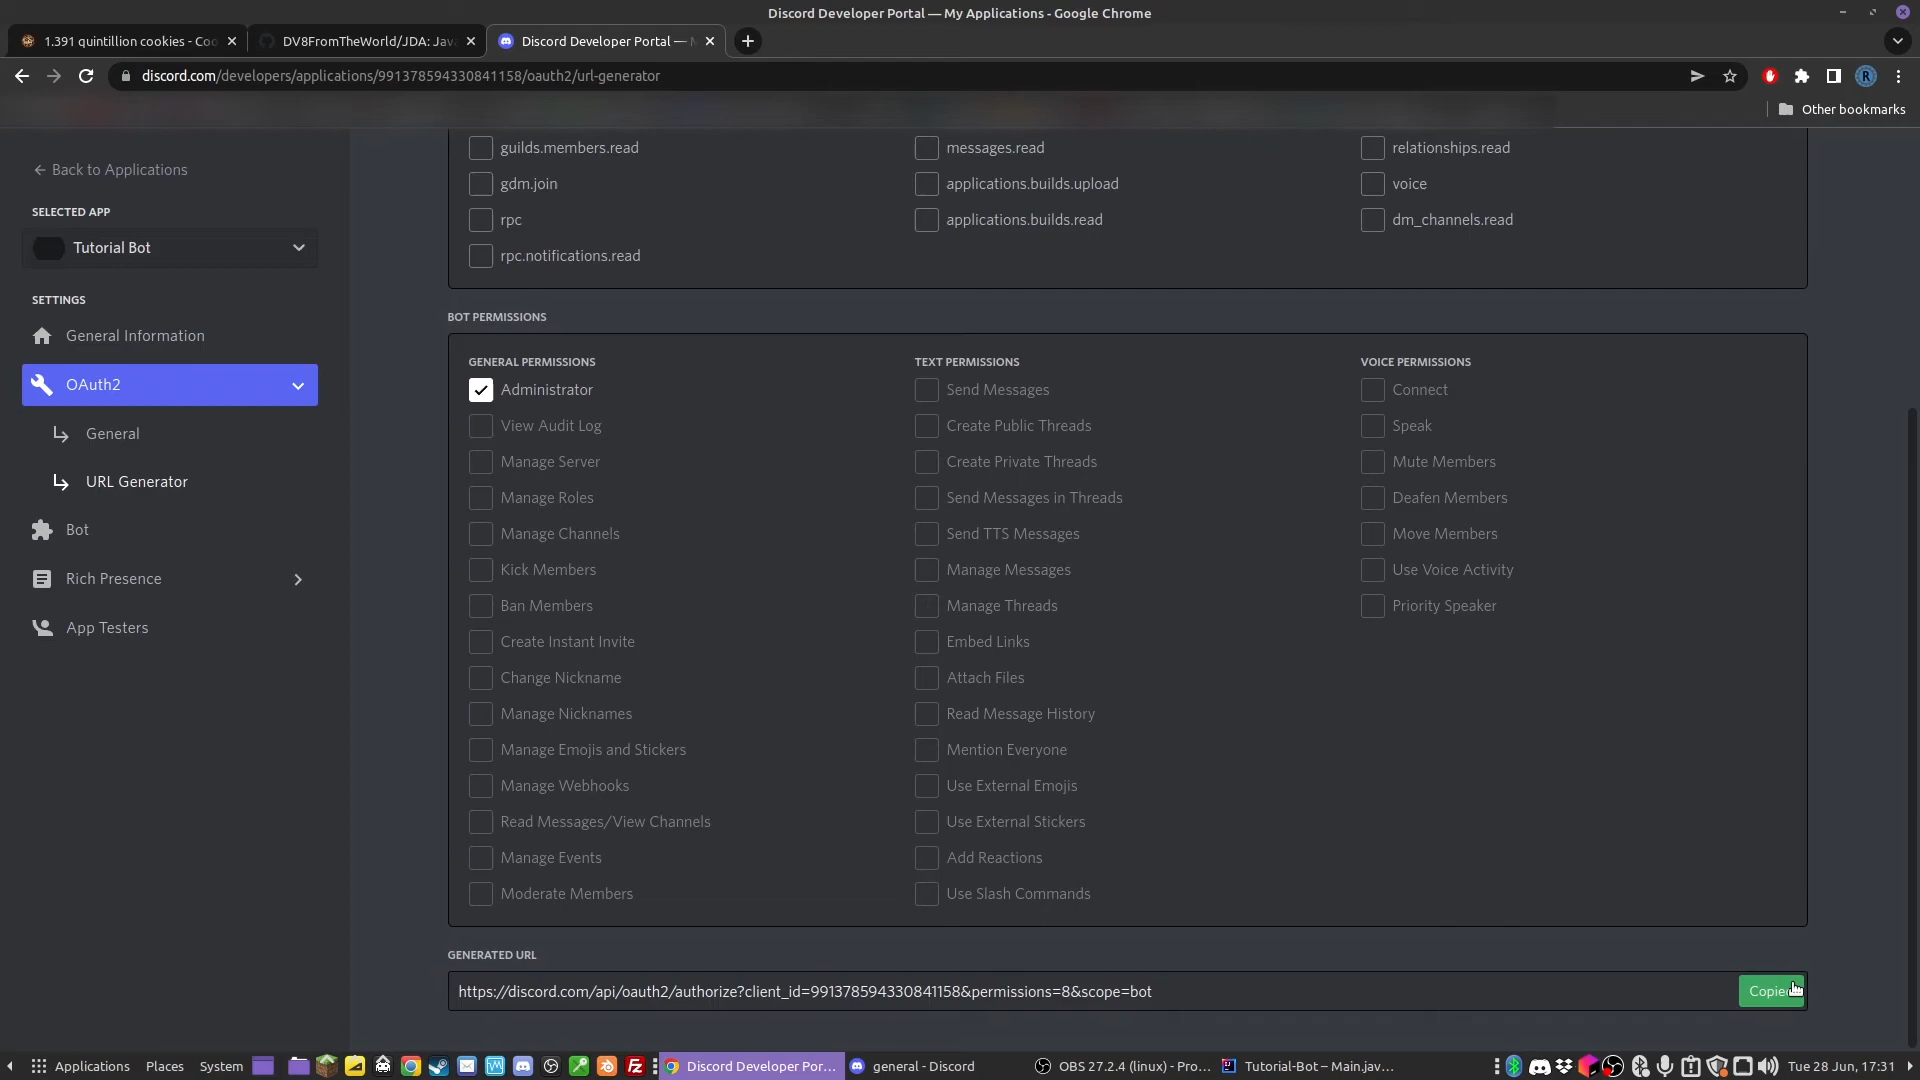 Discord Developer Portal — My Applications - Google Chrome
1.391 quintillion cookies - Coo
DV8FromTheWorld/JDA: Jav
Discord Developer Portal —
discord.com/developers/applications/991378594330841158/oauth2/url-generator
R
Other bookmarks
Back to Applications
SELECTED APP
Tutorial Bot
SETTINGS
General Information
OAuth2
General
URL Generator
Bot
Rich Presence
App Testers
guilds.members.read
messages.read
relationships.read
gdm.join
applications.builds.upload
voice
rpc
applications.builds.read
dm_channels.read
rpc.notifications.read
BOT PERMISSIONS
GENERAL PERMISSIONS
Administrator
View Audit Log
Manage Server
Manage Roles
Manage Channels
Kick Members
Ban Members
Create Instant Invite
Change Nickname
Manage Nicknames
Manage Emojis and Stickers
Manage Webhooks
Read Messages/View Channels
Manage Events
Moderate Members
TEXT PERMISSIONS
Send Messages
Create Public Threads
Create Private Threads
Send Messages in Threads
Send TTS Messages
Manage Messages
Manage Threads
Embed Links
Attach Files
Read Message History
Mention Everyone
Use External Emojis
Use External Stickers
Add Reactions
Use Slash Commands
VOICE PERMISSIONS
Connect
Speak
Mute Members
Deafen Members
Move Members
Use Voice Activity
Priority Speaker
GENERATED URL
https://discord.com/api/oauth2/authorize?client_id=991378594330841158&permissions=8&scope=bot
Copie
Applications
Places
System
Discord Developer Por...
general - Discord
OBS 27.2.4 (linux) - Pro...
Tutorial-Bot – Main.jav...
Tue 28 Jun, 17:31